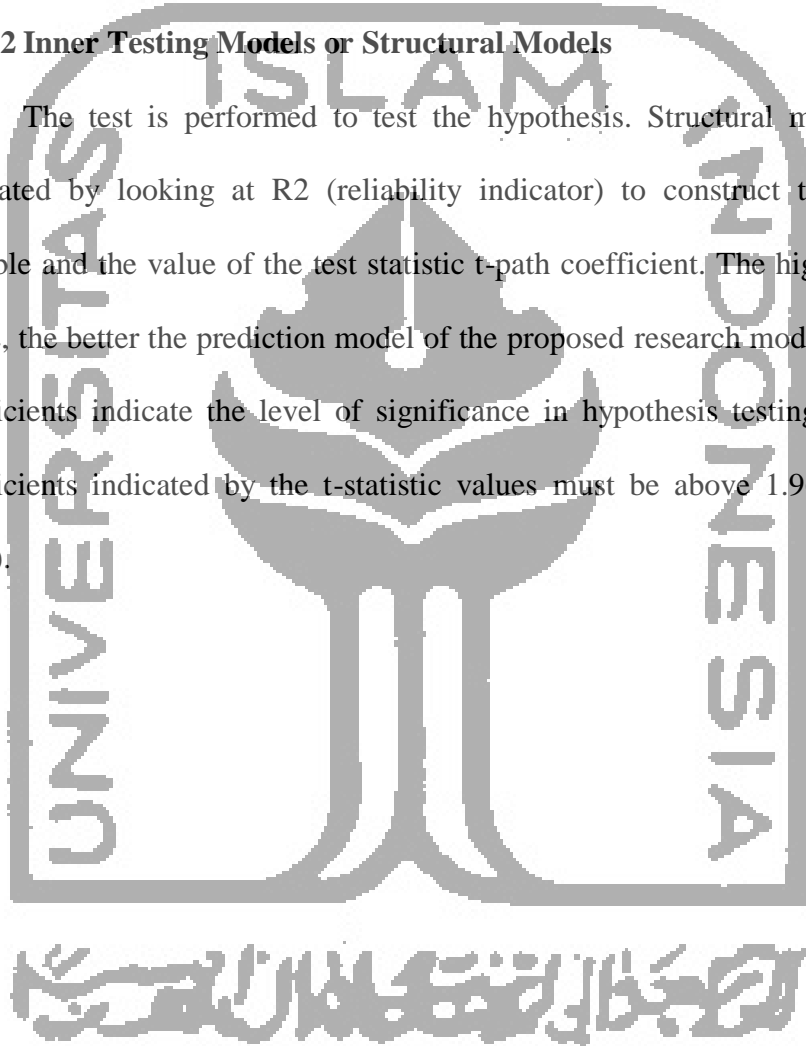 2 Inner Testing Models or Structural Models
ISLAM
The test is performed to test the hypothesis. Structural m
ated by looking at R2 (reliability indicator) to construct t
ble and the value of the test statistic t-path coefficient. The hig
, the better the prediction model of the proposed research mod
icients indicate the level of significance in hypothesis testing
icients indicated by the t-statistic values must be above 1.9
).
UNIVERSITAS
INDONESIA